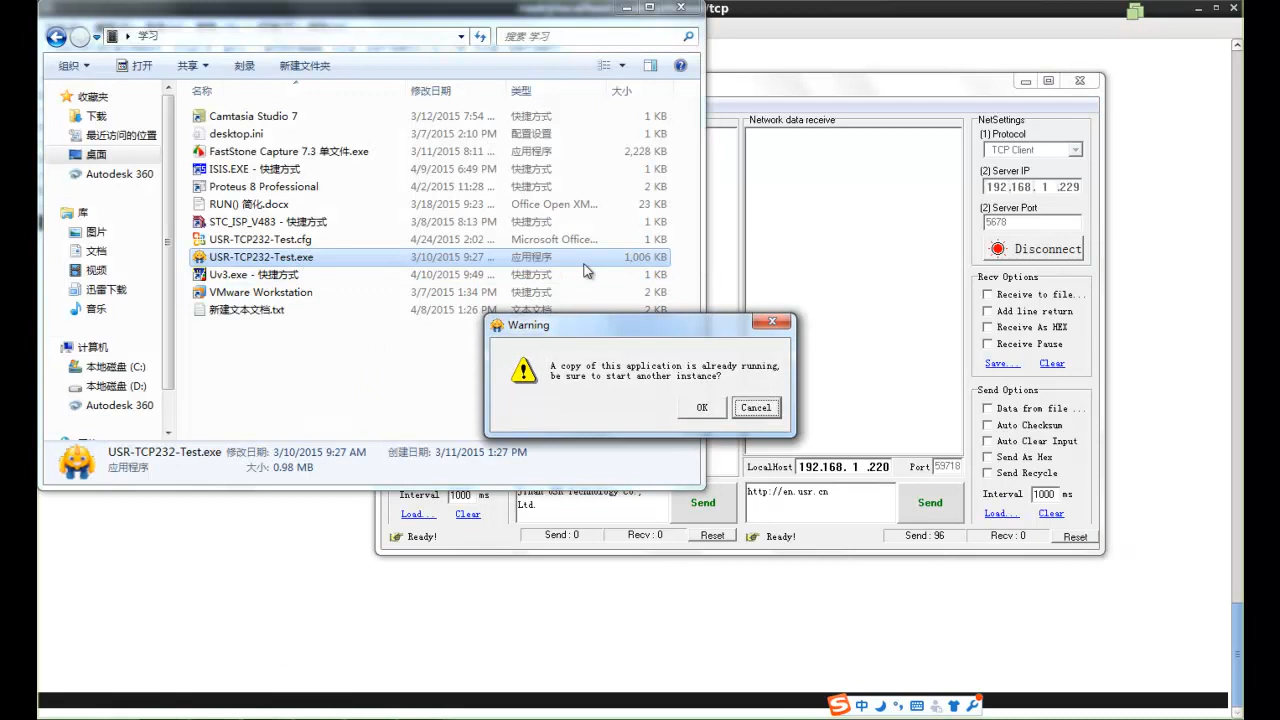 /tcp
学习
搜索 学习
组织
打开
共享
刻录
新建文件夹
名称
修改日期
类型
大小
收藏夹
下载
最近访问的位置
桌面
Autodesk 360
库
图片
文档
视频
迅雷下载
音乐
计算机
本地磁盘 (C:)
本地磁盘 (D:)
Autodesk 360
Camtasia Studio 7 3/12/2015 7:54 ... 快捷方式 1 KB
desktop.ini 3/7/2015 2:10 PM 配置设置 1 KB
FastStone Capture 7.3 单文件.exe 3/11/2015 8:11 ... 应用程序 2,228 KB
ISIS.EXE - 快捷方式 4/9/2015 6:49 PM 快捷方式 1 KB
Proteus 8 Professional 4/2/2015 11:28 ... 快捷方式 2 KB
RUN() 简化.docx 3/18/2015 9:23 ... Office Open XM... 23 KB
STC_ISP_V483 - 快捷方式 3/8/2015 8:13 PM 快捷方式 1 KB
USR-TCP232-Test.cfg 4/24/2015 2:02 ... Microsoft Office... 1 KB
USR-TCP232-Test.exe 3/10/2015 9:27 ... 应用程序 1,006 KB
Uv3.exe - 快捷方式 4/10/2015 9:49 ... 快捷方式 1 KB
VMware Workstation 3/7/2015 1:34 PM 快捷方式 2 KB
新建文本文档.txt 4/8/2015 1:26 PM 文本文档 2 KB
USR-TCP232-Test.exe 修改日期: 3/10/2015 9:27 AM 创建日期: 3/11/2015 1:27 PM
应用程序 大小: 0.98 MB
Warning
A copy of this application is already running,
be sure to start another instance?
OK
Cancel
Network data receive
NetSettings
(1) Protocol
TCP Client
(2) Server IP
192.168. 1 .229
(2) Server Port
5678
Disconnect
Recv Options
Receive to file...
Add line return
Receive As HEX
Receive Pause
Save... Clear
Send Options
Data from file ...
Auto Checksum
Auto Clear Input
Send As Hex
Send Recycle
Interval 1000 ms
Load... Clear
LocalHost 192.168. 1 .220 Port 59718
http://en.usr.cn
Send
Ready! Send : 96 Recv : 0 Reset
Interval 1000 ms
Load... Clear
Jinan USR Technology Co.,
Ltd.
Send
Ready! Send : 0 Recv : 0 Reset
中